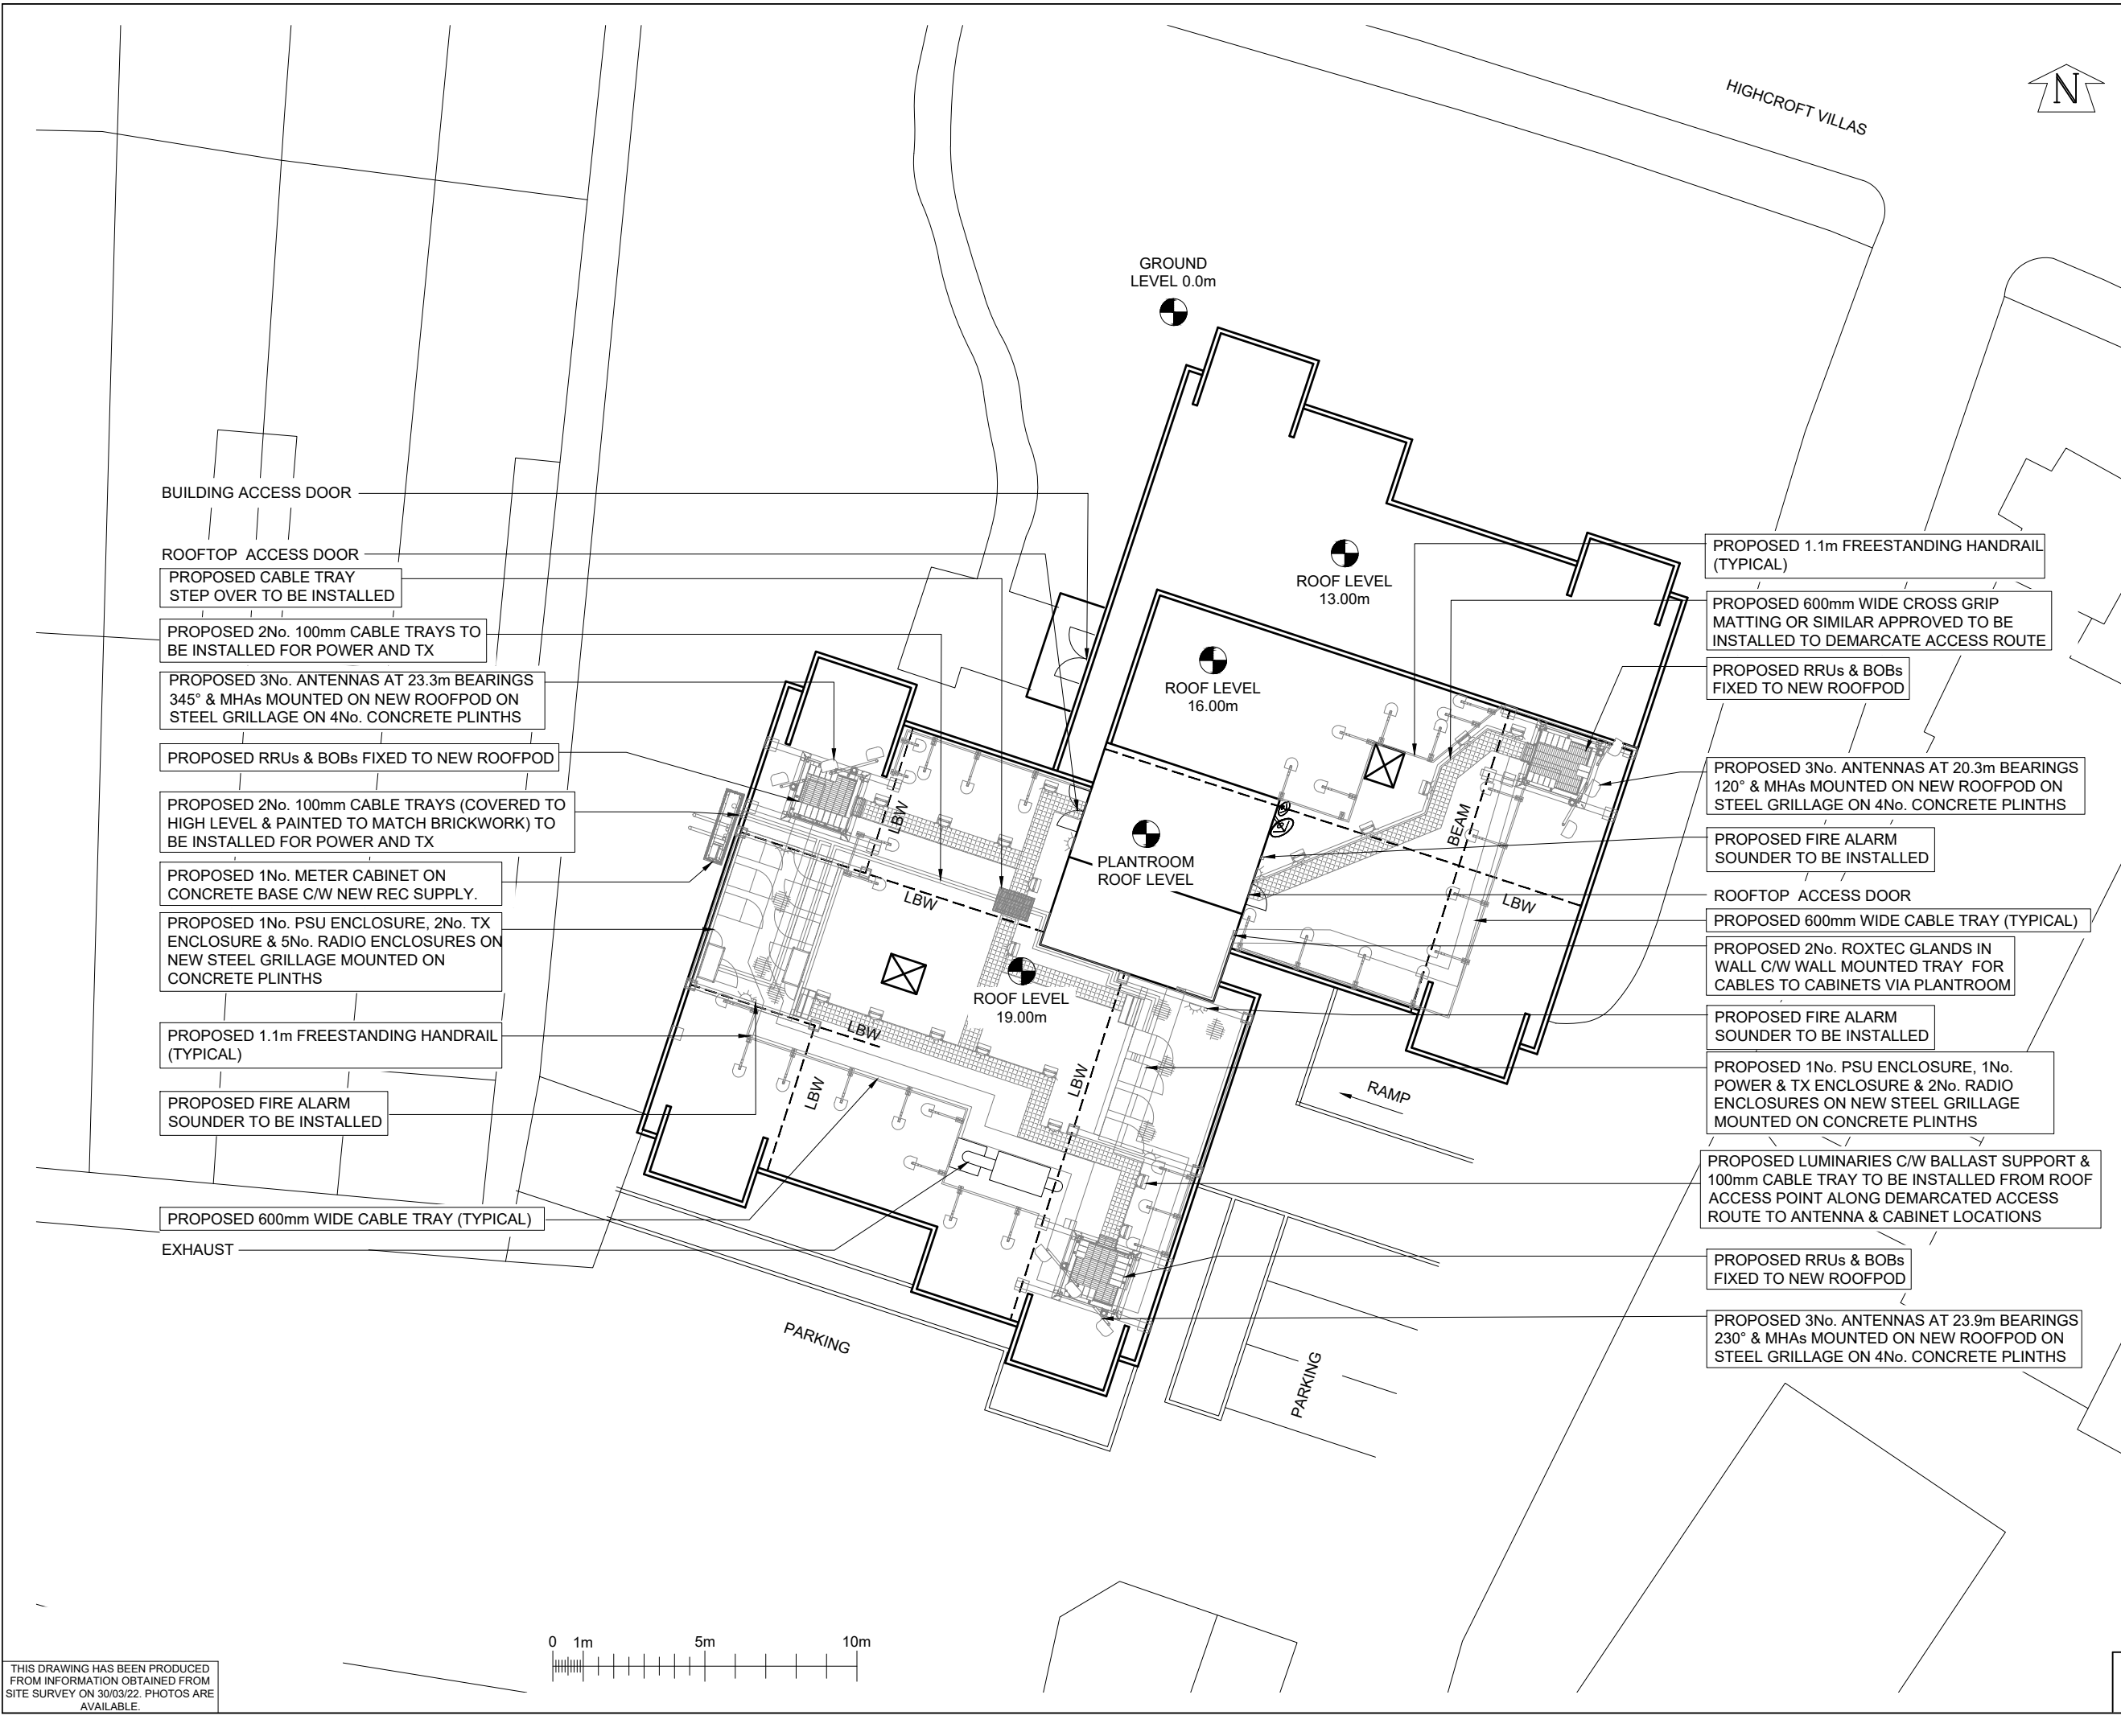 HIGHCROFT VILLAS
N
GROUND
LEVEL 0.0m
BUILDING ACCESS DOOR
ROOFTOP ACCESS DOOR
PROPOSED CABLE TRAY
STEP OVER TO BE INSTALLED
PROPOSED 2No. 100mm CABLE TRAYS TO
BE INSTALLED FOR POWER AND TX
PROPOSED 3No. ANTENNAS AT 23.3m BEARINGS
345° & MHAs MOUNTED ON NEW ROOFPOD ON
STEEL GRILLAGE ON 4No. CONCRETE PLINTHS
PROPOSED RRUs & BOBs FIXED TO NEW ROOFPOD
PROPOSED 2No. 100mm CABLE TRAYS (COVERED TO
HIGH LEVEL & PAINTED TO MATCH BRICKWORK) TO
BE INSTALLED FOR POWER AND TX
PROPOSED 1No. METER CABINET ON
CONCRETE BASE C/W NEW REC SUPPLY.
PROPOSED 1No. PSU ENCLOSURE, 2No. TX
ENCLOSURE & 5No. RADIO ENCLOSURES ON
NEW STEEL GRILLAGE MOUNTED ON
CONCRETE PLINTHS
PROPOSED 1.1m FREESTANDING HANDRAIL
(TYPICAL)
PROPOSED FIRE ALARM
SOUNDER TO BE INSTALLED
PROPOSED 600mm WIDE CABLE TRAY (TYPICAL)
EXHAUST
ROOF LEVEL
13.00m
ROOF LEVEL
16.00m
PLANTROOM
ROOF LEVEL
ROOF LEVEL
19.00m
LBW
LBW
LBW
LBW
LBW
BEAM
LBW
RAMP
PARKING
PARKING
PROPOSED 1.1m FREESTANDING HANDRAIL
(TYPICAL)
PROPOSED 600mm WIDE CROSS GRIP
MATTING OR SIMILAR APPROVED TO BE
INSTALLED TO DEMARCATE ACCESS ROUTE
PROPOSED RRUs & BOBs
FIXED TO NEW ROOFPOD
PROPOSED 3No. ANTENNAS AT 20.3m BEARINGS
120° & MHAs MOUNTED ON NEW ROOFPOD ON
STEEL GRILLAGE ON 4No. CONCRETE PLINTHS
PROPOSED FIRE ALARM
SOUNDER TO BE INSTALLED
ROOFTOP ACCESS DOOR
PROPOSED 600mm WIDE CABLE TRAY (TYPICAL)
PROPOSED 2No. ROXTEC GLANDS IN
WALL C/W WALL MOUNTED TRAY FOR
CABLES TO CABINETS VIA PLANTROOM
PROPOSED FIRE ALARM
SOUNDER TO BE INSTALLED
PROPOSED 1No. PSU ENCLOSURE, 1No.
POWER & TX ENCLOSURE & 2No. RADIO
ENCLOSURES ON NEW STEEL GRILLAGE
MOUNTED ON CONCRETE PLINTHS
PROPOSED LUMINARIES C/W BALLAST SUPPORT &
100mm CABLE TRAY TO BE INSTALLED FROM ROOF
ACCESS POINT ALONG DEMARCATED ACCESS
ROUTE TO ANTENNA & CABINET LOCATIONS
PROPOSED RRUs & BOBs
FIXED TO NEW ROOFPOD
PROPOSED 3No. ANTENNAS AT 23.9m BEARINGS
230° & MHAs MOUNTED ON NEW ROOFPOD ON
STEEL GRILLAGE ON 4No. CONCRETE PLINTHS
0 1m 5m 10m
THIS DRAWING HAS BEEN PRODUCED
FROM INFORMATION OBTAINED FROM
SITE SURVEY ON 30/03/22. PHOTOS ARE
AVAILABLE.